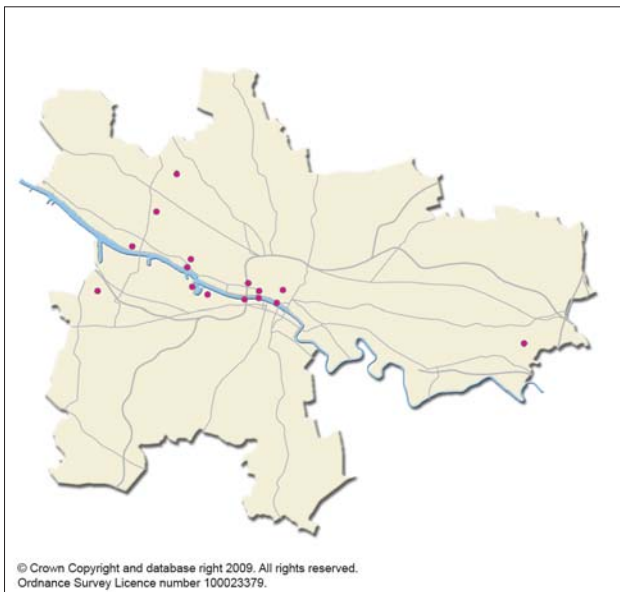 © Crown Copyright and database right 2009. All rights reserved.
Ordnance Survey Licence number 100023379.